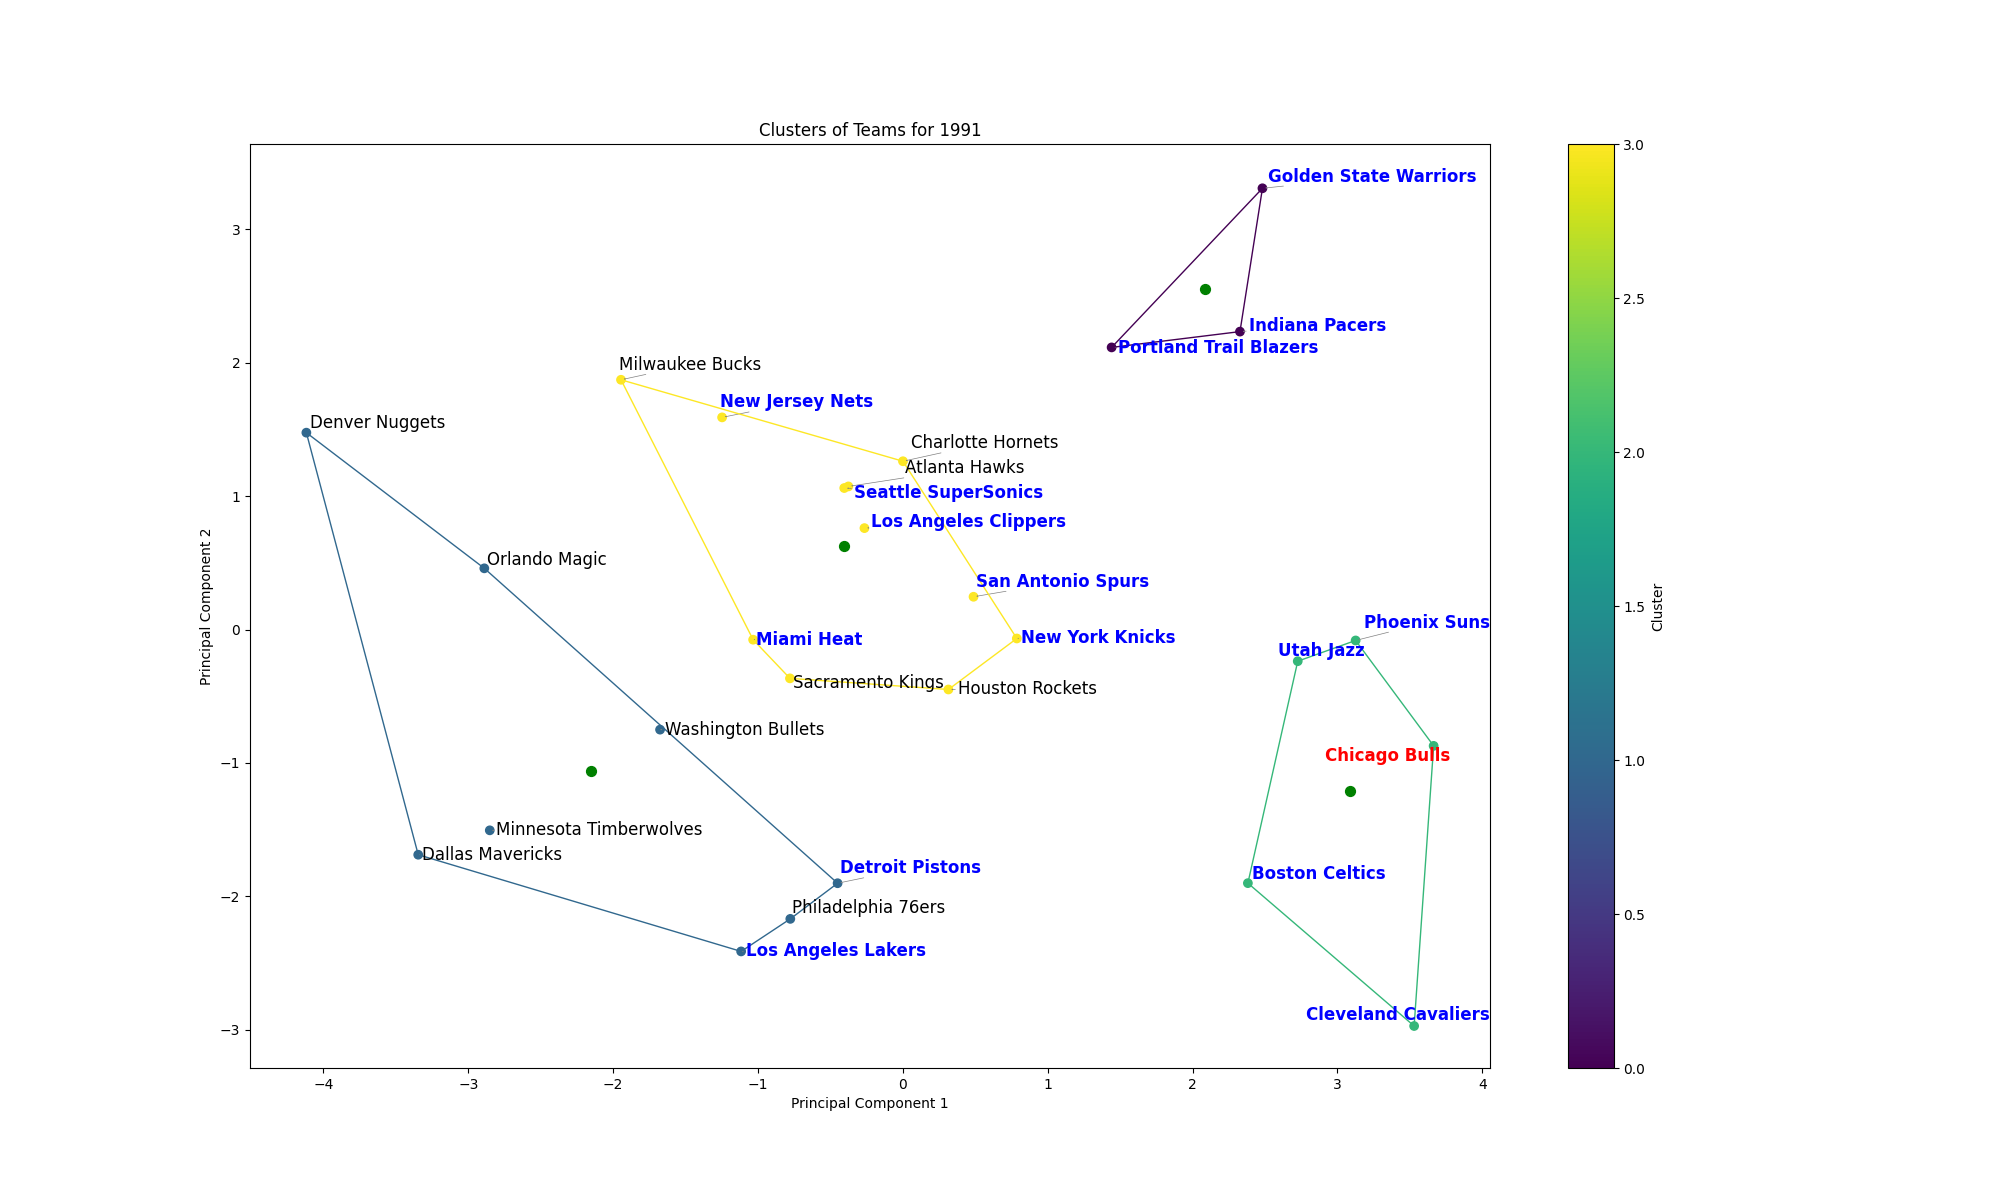 Clusters of Teams for 1991
Golden State Warriors
Indiana Pacers
Portland Trail Blazers
Milwaukee Bucks
New Jersey Nets
Denver Nuggets
Charlotte Hornets
Atlanta Hawks
Seattle SuperSonics
Los Angeles Clippers
Orlando Magic
San Antonio Spurs
Phoenix Suns
Miami Heat
New York Knicks
Utah Jazz
Sacramento Kings
Houston Rockets
Washington Bullets
Chicago Bulls
Minnesota Timberwolves
Dallas Mavericks
Detroit Pistons
Boston Celtics
Philadelphia 76ers
Los Angeles Lakers
Cleveland Cavaliers
3
2
1
0
−1
−2
−3
Principal Component 2
−4
−3
−2
−1
0
1
2
3
4
Principal Component 1
3.0
2.5
2.0
1.5
1.0
0.5
0.0
Cluster